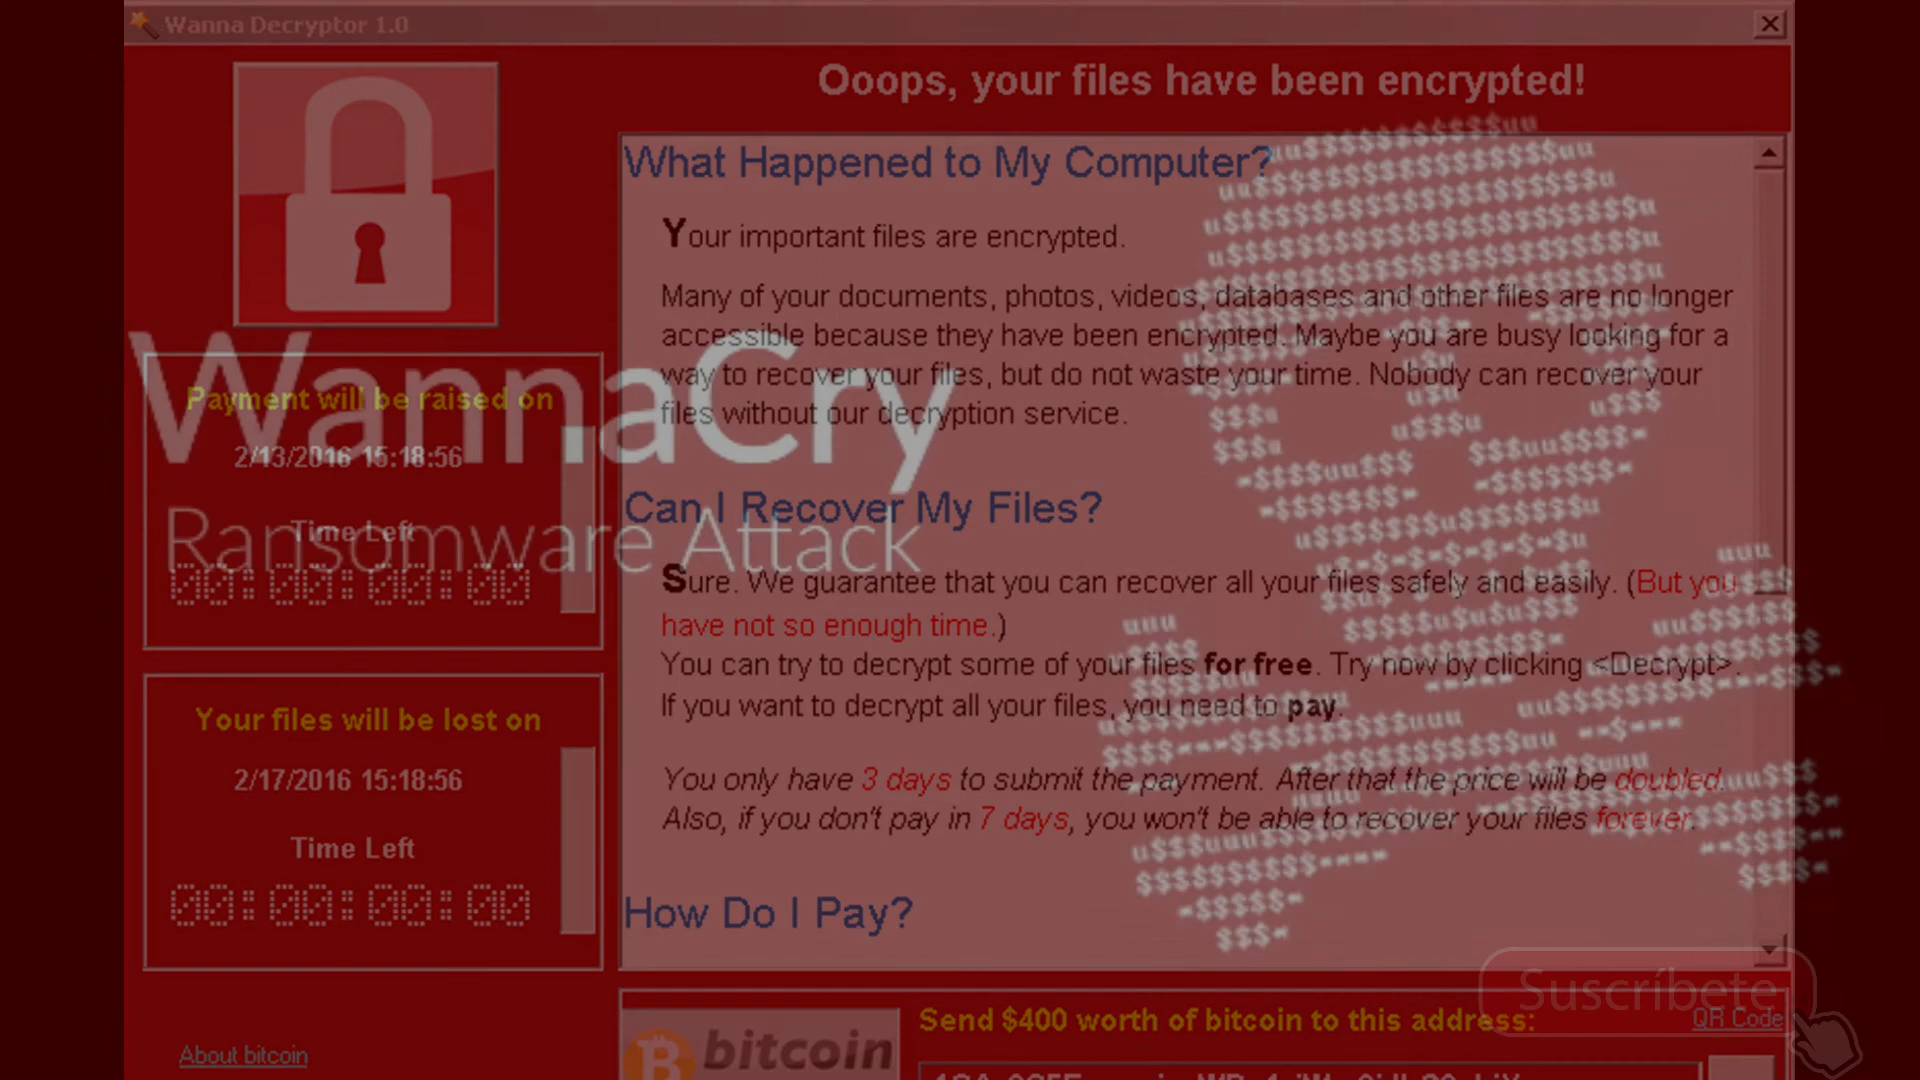 Wanna Decryptor 1.0
Ooops, your files have been encrypted!
What Happened to My Computer?
Your important files are encrypted.
Many of your documents, photos, videos, databases and other files are no longer
accessible because they have been encrypted. Maybe you are busy looking for a
way to recover your files, but do not waste your time. Nobody can recover your
files without our decryption service.
Can I Recover My Files?
Sure. We guarantee that you can recover all your files safely and easily. (But you
have not so enough time.)
You can try to decrypt some of your files for free. Try now by clicking <Decrypt>.
If you want to decrypt all your files, you need to pay.
You only have 3 days to submit the payment. After that the price will be doubled.
Also, if you don't pay in 7 days, you won't be able to recover your files forever.
How Do I Pay?
WannaCry
Ransomware Attack
Payment will be raised on
2/13/2016 15:18:56
Time Left
00:00:00:00
Your files will be lost on
2/17/2016 15:18:56
Time Left
00:00:00:00
About bitcoin
bitcoin
Send $400 worth of bitcoin to this address:
QR Code
Suscríbete